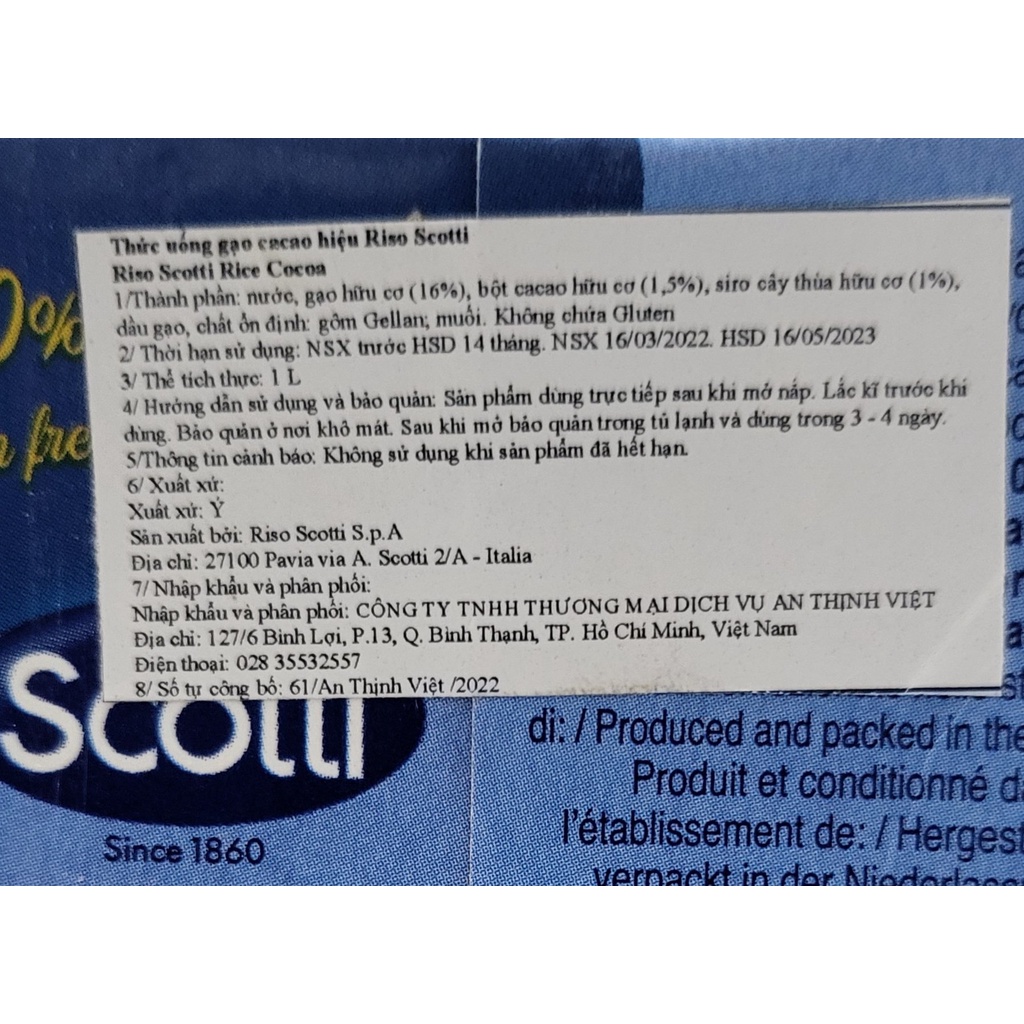 Thức uống gạo cacao hiệu Riso Scotti
Riso Scotti Rice Cocoa
1/Thành phần: nước, gạo hữu cơ (16%), bột cacao hữu cơ (1,5%), siro cây thùa hữu cơ (1%),
dầu gạo, chất ổn định: gôm Gellan; muối. Không chứa Gluten
2/ Thời hạn sử dụng: NSX trước HSD 14 tháng. NSX 16/03/2022. HSD 16/05/2023
3/ Thể tích thực: 1 L
4/ Hướng dẫn sử dụng và bảo quản: Sản phẩm dùng trực tiếp sau khi mở nắp. Lắc kĩ trước khi
dùng. Bảo quản ở nơi khô mát. Sau khi mở bảo quản trong tủ lạnh và dùng trong 3 - 4 ngày.
5/Thông tin cảnh báo: Không sử dụng khi sản phẩm đã hết hạn.
6/ Xuất xứ:
Xuất xứ: Ý
Sản xuất bởi: Riso Scotti S.p.A
Địa chỉ: 27100 Pavia via A. Scotti 2/A - Italia
7/ Nhập khẩu và phân phối:
Nhập khẩu và phân phối: CÔNG TY TNHH THƯƠNG MẠI DỊCH VỤ AN THỊNH VIỆT
Địa chỉ: 127/6 Bình Lợi, P.13, Q. Bình Thạnh, TP. Hồ Chí Minh, Việt Nam
Điện thoại: 028 35532557
8/ Số tự công bố: 61/An Thịnh Việt /2022
Scotti
Since 1860
di: / Produced and packed in the
Produit et conditionné
l'établissement de: / Hergest
verpackt in der